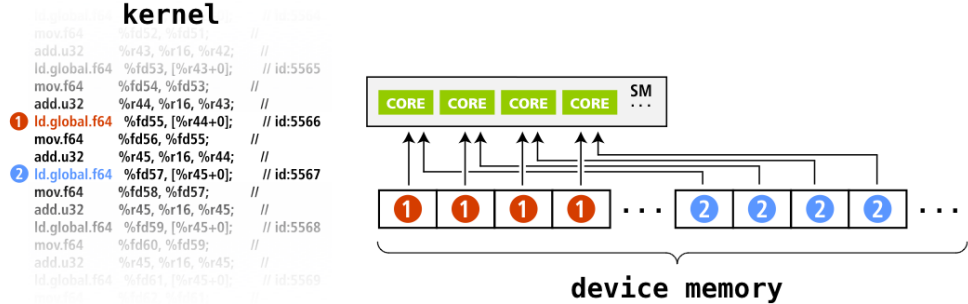 kernel
ld.global.f64 // id:5564
mov.f64 %fd52, %fd51; //
add.u32 %r43, %r16, %r42; //
ld.global.f64 %fd53, [%r43+0]; // id:5565
mov.f64 %fd54, %fd53; //
add.u32 %r44, %r16, %r43; //
1 ld.global.f64 %fd55, [%r44+0]; // id:5566
mov.f64 %fd56, %fd55; //
add.u32 %r45, %r16, %r44; //
2 ld.global.f64 %fd57, [%r45+0]; // id:5567
mov.f64 %fd58, %fd57; //
add.u32 %r45, %r16, %r45; //
ld.global.f64 %fd59, [%r45+0]; // id:5568
mov.f64 %fd60, %fd59; //
add.u32 %r45, %r16, %r45; //
ld.global.f64 %fd61, [%r45+0]; // id:5569
SM
CORE CORE CORE CORE ...
1 1 1 1 ... 2 2 2 2 ...
device memory